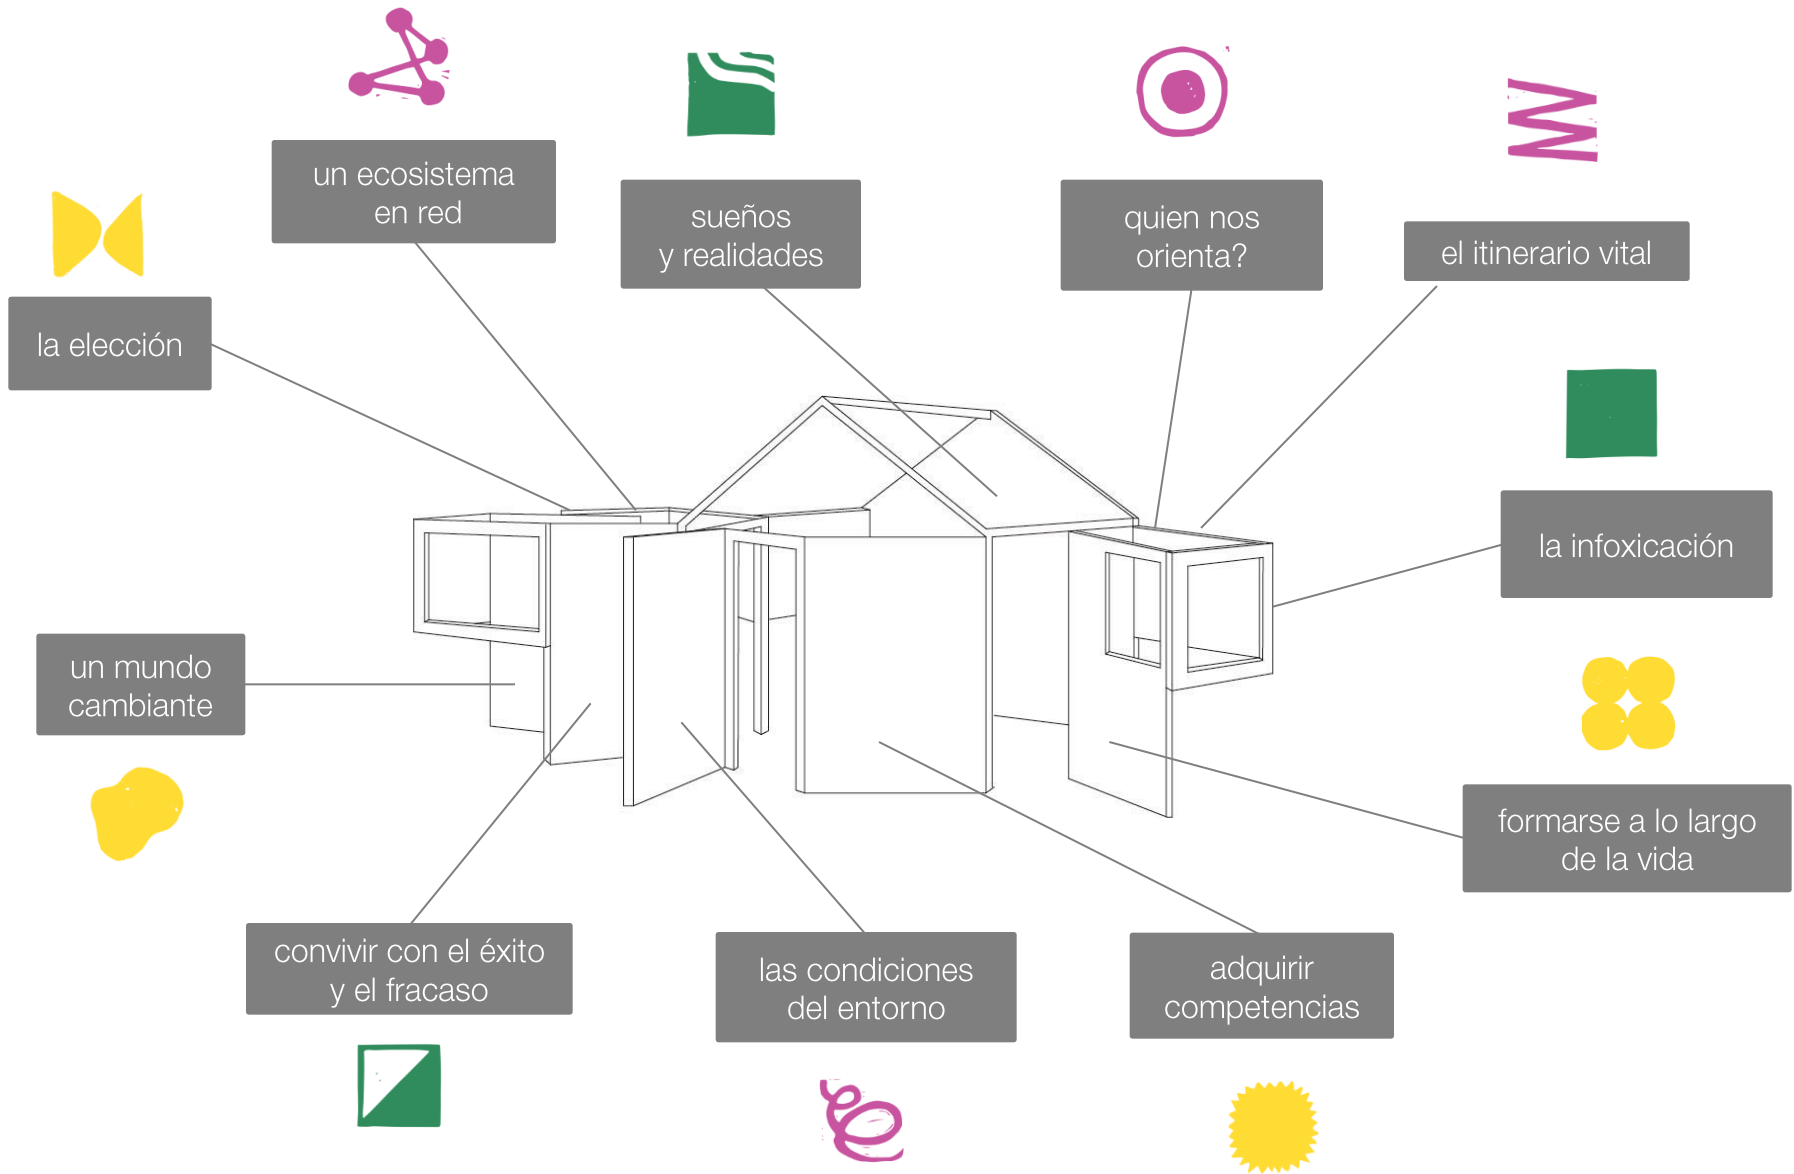 un ecosistema
en red
sueños
y realidades
quien nos
orienta?
el itinerario vital
la elección
la infoxicación
un mundo
cambiante
formarse a lo largo
de la vida
convivir con el éxito
y el fracaso
las condiciones
del entorno
adquirir
competencias